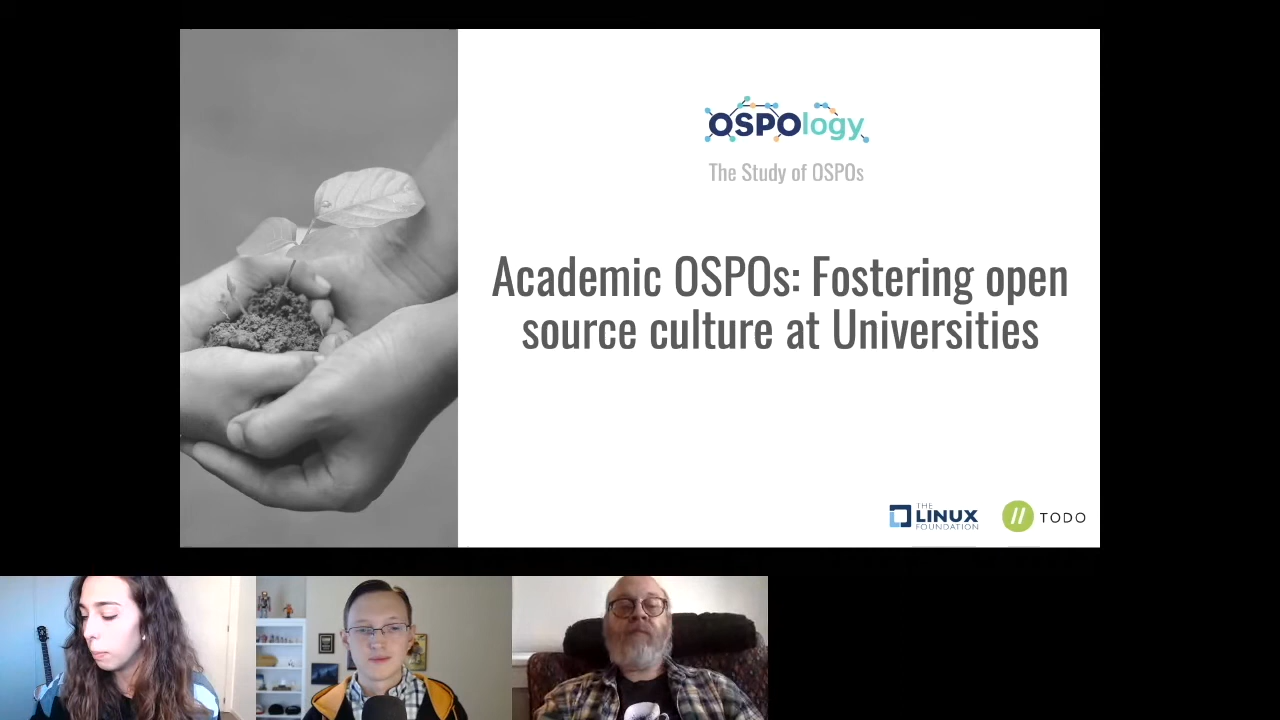 OSPOlogy
The Study of OSPOs
Academic OSPOs: Fostering open
source culture at Universities
THE
LINUX
FOUNDATION
TODO